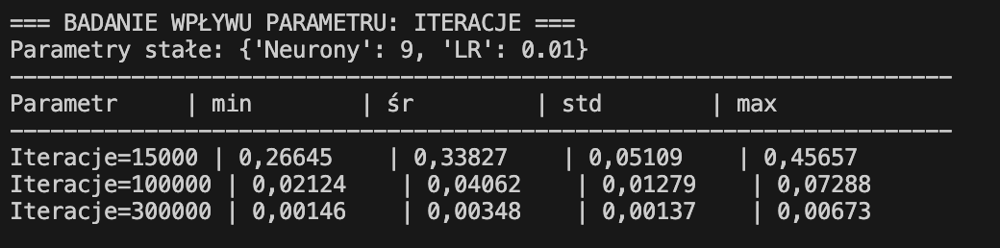 === BADANIE WPŁYWU PARAMETRU: ITERACJE ===
Parametry stałe: {'Neurony': 9, 'LR': 0.01}
----------------------------------------------------------------------
Parametr     | min        | śr         | std        | max
----------------------------------------------------------------------
Iteracje=15000 | 0,26645    | 0,33827    | 0,05109    | 0,45657
Iteracje=100000 | 0,02124    | 0,04062    | 0,01279    | 0,07288
Iteracje=300000 | 0,00146    | 0,00348    | 0,00137    | 0,00673